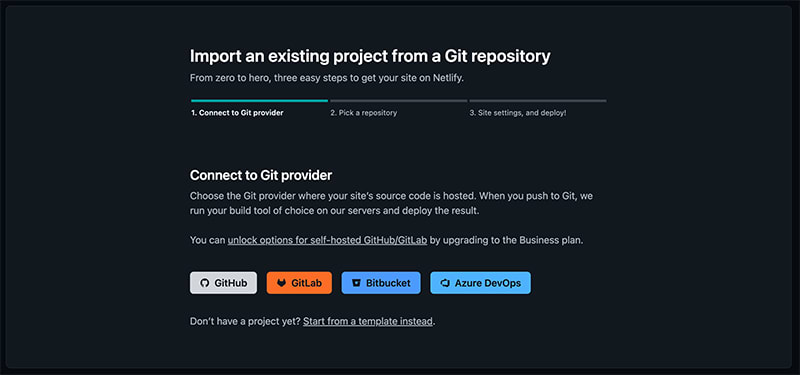 Import an existing project from a Git repository
From zero to hero, three easy steps to get your site on Netlify.
1. Connect to Git provider
2. Pick a repository
3. Site settings, and deploy!
Connect to Git provider
Choose the Git provider where your site’s source code is hosted. When you push to Git, we
run your build tool of choice on our servers and deploy the result.
You can unlock options for self-hosted GitHub/GitLab by upgrading to the Business plan.
GitHub
GitLab
Bitbucket
Azure DevOps
Don’t have a project yet? Start from a template instead.